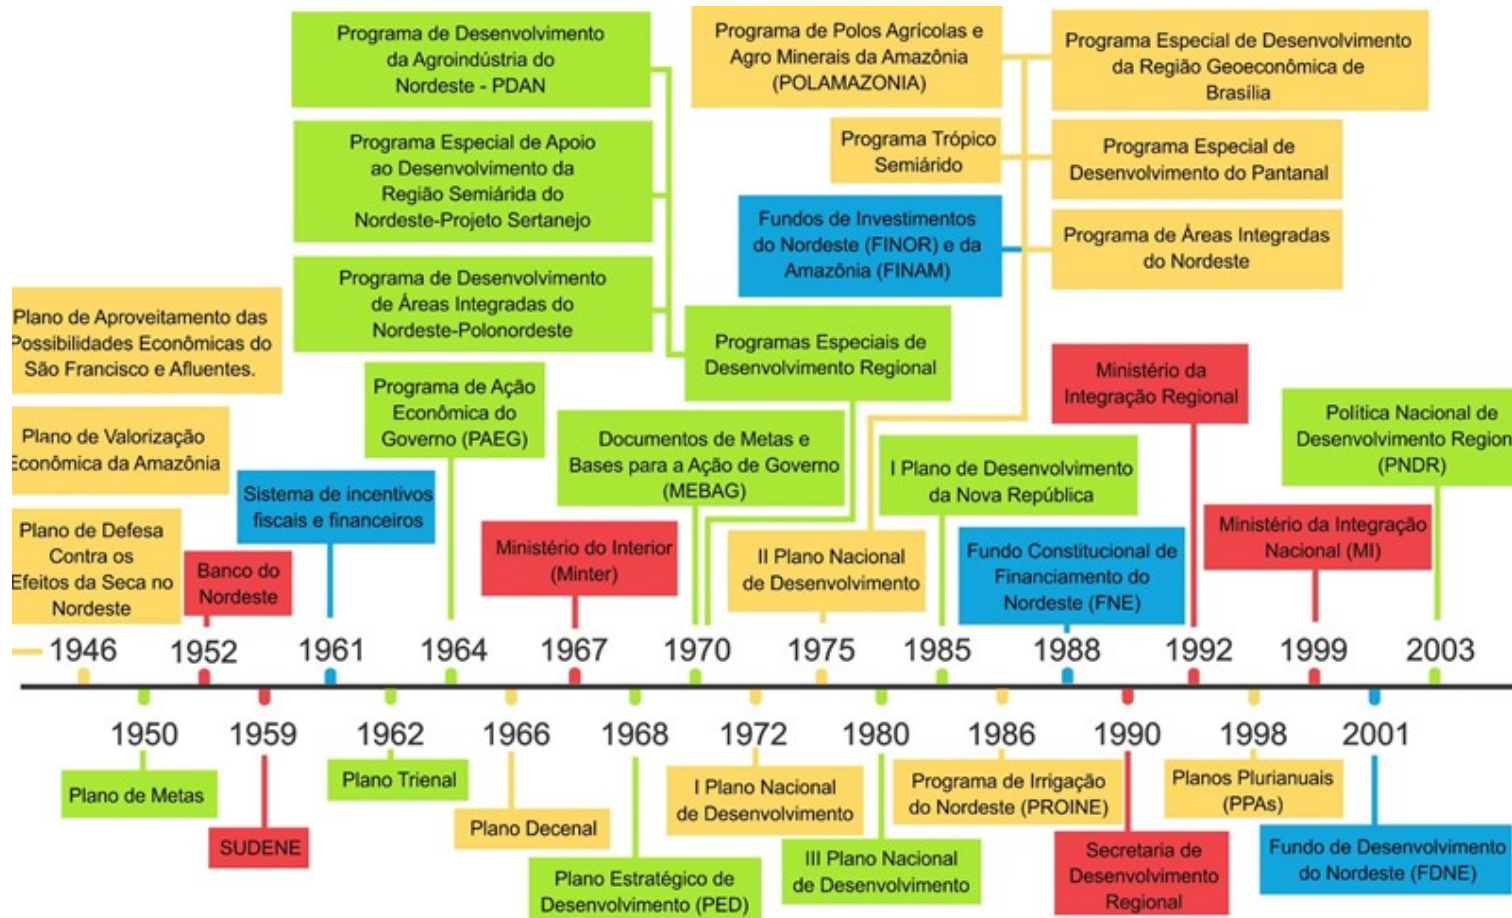 Programa de Desenvolvimento
da Agroindústria do
Nordeste - PDAN
Programa Especial de Apoio
ao Desenvolvimento da
Região Semiárida do
Nordeste-Projeto Sertanejo
Programa de Desenvolvimento
de Áreas Integradas do
Nordeste-Polonordeste
Programas Especiais de
Desenvolvimento Regional
Programa de Polos Agrícolas e
Agro Minerais da Amazônia
(POLAMAZONIA)
Programa Trópico
Semiárido
Fundos de Investimentos
do Nordeste (FINOR) e da
Amazônia (FINAM)
Programa Especial de Desenvolvimento
da Região Geoeconômica de
Brasília
Programa Especial de
Desenvolvimento do Pantanal
Programa de Áreas Integradas
do Nordeste
Plano de Aproveitamento das
Possibilidades Econômicas do
São Francisco e Afluentes.
Plano de Valorização
Econômica da Amazônia
Plano de Defesa
Contra os
Efeitos da Seca no
Nordeste
Banco do
Nordeste
Sistema de incentivos
fiscais e financeiros
Programa de Ação
Econômica do
Governo (PAEG)
Ministério do Interior
(Minter)
Documentos de Metas e
Bases para a Ação de Governo
(MEBAG)
II Plano Nacional
de Desenvolvimento
I Plano de Desenvolvimento
da Nova República
Fundo Constitucional de
Financiamento do
Nordeste (FNE)
Ministério da
Integração Regional
Ministério da Integração
Nacional (MI)
Política Nacional de
Desenvolvimento Region
(PNDR)
1946
1952
1961
1964
1967
1970
1975
1985
1988
1992
1999
2003
1950
1959
1962
1966
1968
1972
1980
1986
1990
1998
2001
Plano de Metas
SUDENE
Plano Trienal
Plano Decenal
Plano Estratégico de
Desenvolvimento (PED)
I Plano Nacional
de Desenvolvimento
III Plano Nacional
de Desenvolvimento
Programa de Irrigação
do Nordeste (PROINE)
Secretaria de
Desenvolvimento
Regional
Planos Plurianuais
(PPAs)
Fundo de Desenvolvimento
do Nordeste (FDNE)